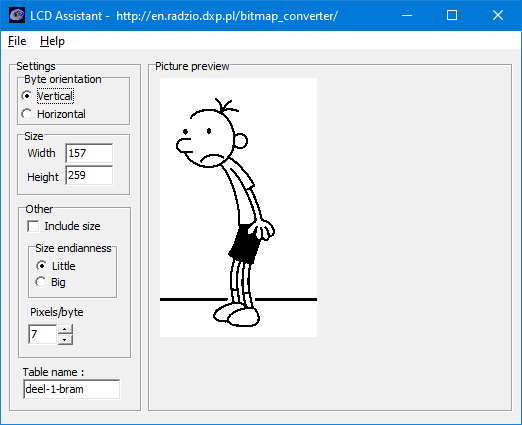 LCD Assistant - http://en.radzio.dxp.pl/bitmap_converter/
File Help
Settings
Byte orientation
Vertical
Horizontal
Size
Width 157
Height 259
Other
Include size
Size endianness
Little
Big
Pixels/byte
7
Table name :
deel-1-bram
Picture preview